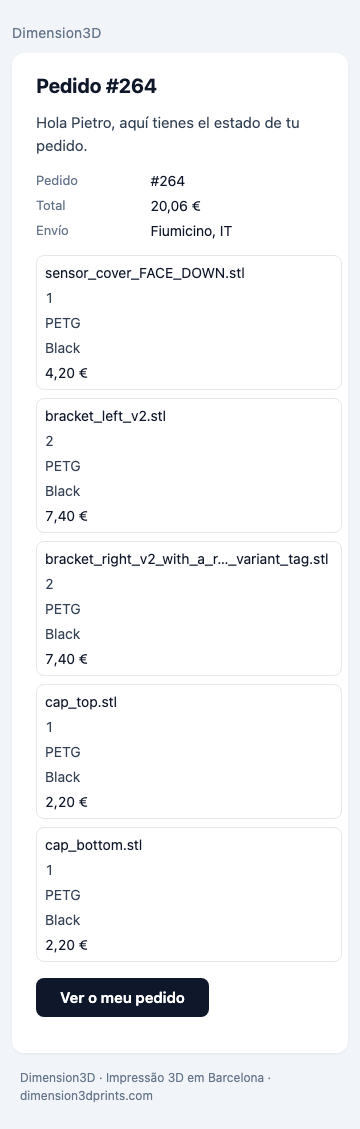 Dimension3D
Pedido #264
Hola Pietro, aquí tienes el estado de tu
pedido.
Pedido #264
Total 20,06 €
Envío Fiumicino, IT
sensor_cover_FACE_DOWN.stl
1
PETG
Black
4,20 €
bracket_left_v2.stl
2
PETG
Black
7,40 €
bracket_right_v2_with_a_r..._variant_tag.stl
2
PETG
Black
7,40 €
cap_top.stl
1
PETG
Black
2,20 €
cap_bottom.stl
1
PETG
Black
2,20 €
Ver o meu pedido
Dimension3D · Impressão 3D em Barcelona ·
dimension3dprints.com